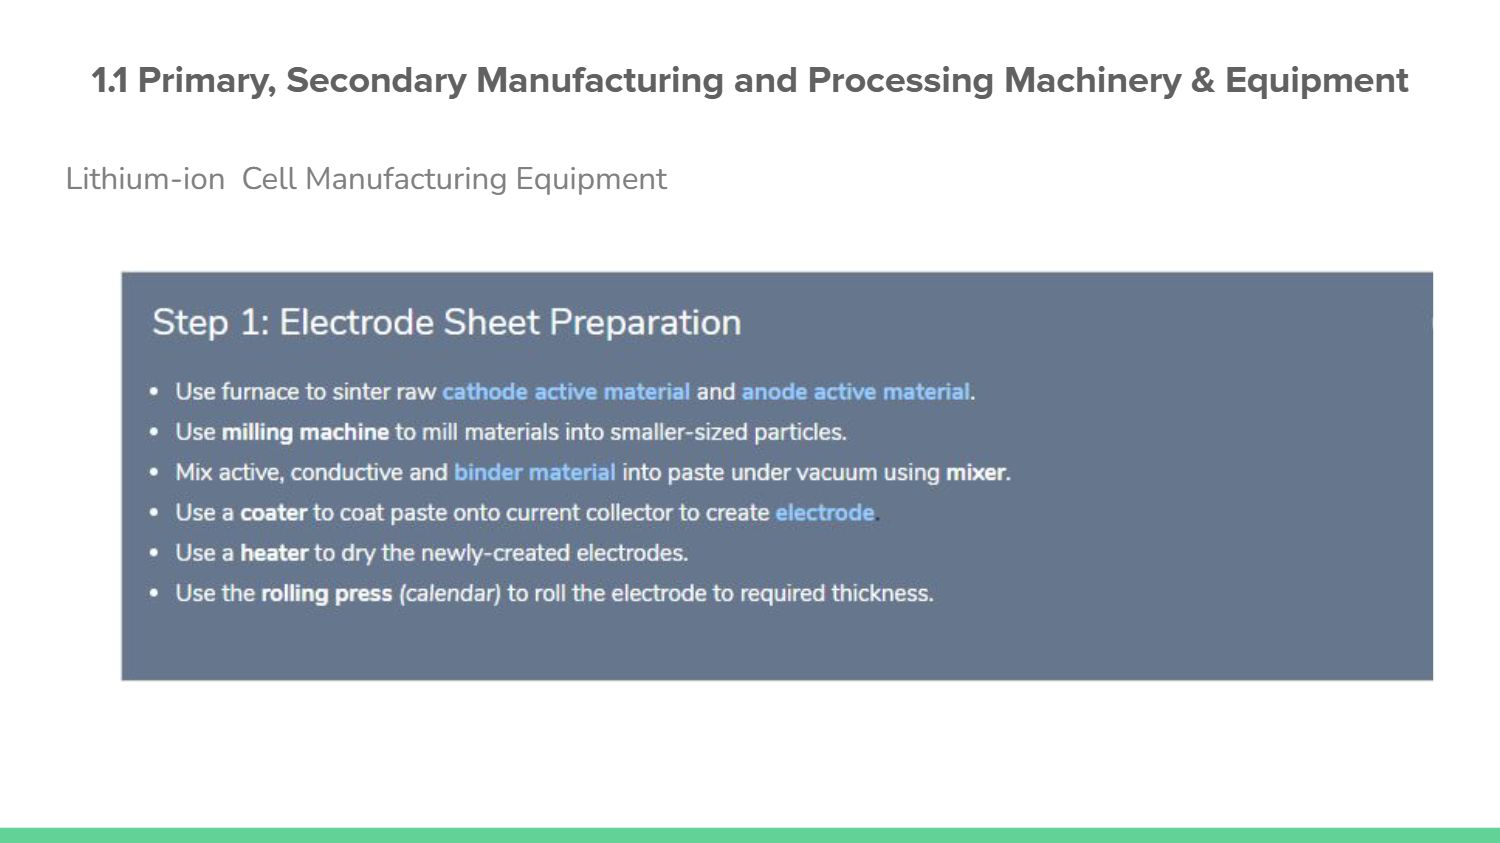 1.1 Primary, Secondary Manufacturing and Processing Machinery & Equipment
Lithium-ion  Cell Manufacturing Equipment
Step 1: Electrode Sheet Preparation
• Use furnace to sinter raw cathode active material and anode active material.
• Use milling machine to mill materials into smaller-sized particles.
• Mix active, conductive and binder material into paste under vacuum using mixer.
• Use a coater to coat paste onto current collector to create electrode.
• Use a heater to dry the newly-created electrodes.
• Use the rolling press (calendar) to roll the electrode to required thickness.